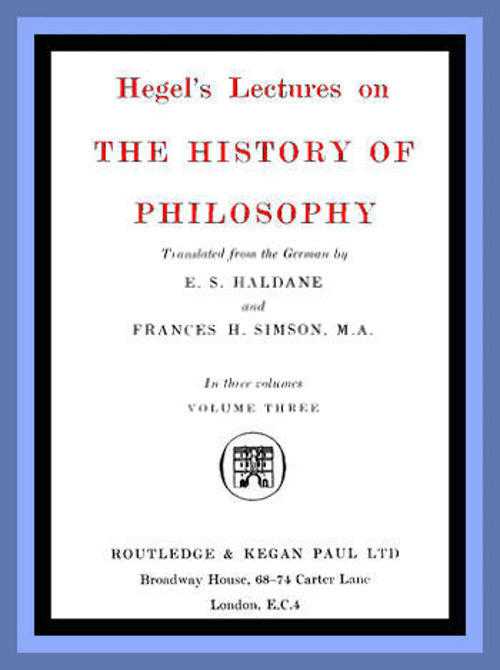 Hegel's Lectures on
THE HISTORY OF
PHILOSOPHY
Translated from the German by
E. S. HALDANE
and
FRANCES H. SIMSON, M.A.
In three volumes
VOLUME THREE
ROUTLEDGE & KEGAN PAUL LTD
Broadway House, 68–74 Carter Lane
London, E.C.4